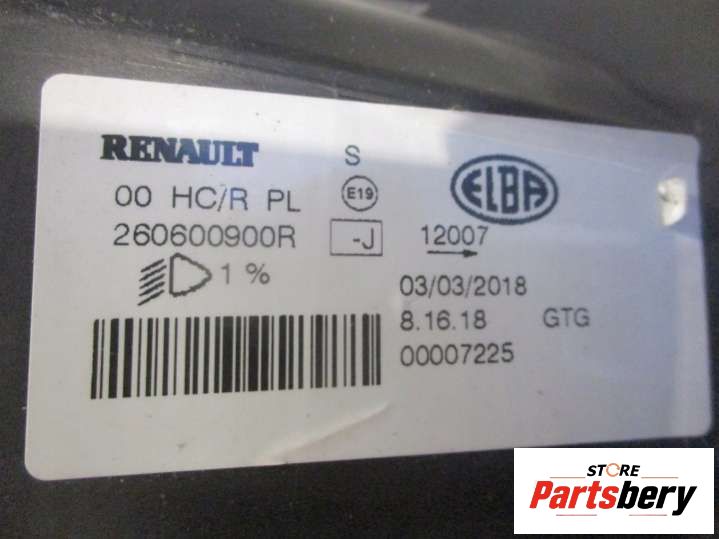 RENAULT S
00 HC/R PL E19 ELBA
260600900R -J 12007
1 % 03/03/2018
8.16.18 GTG
00007225
STORE
Partsbery